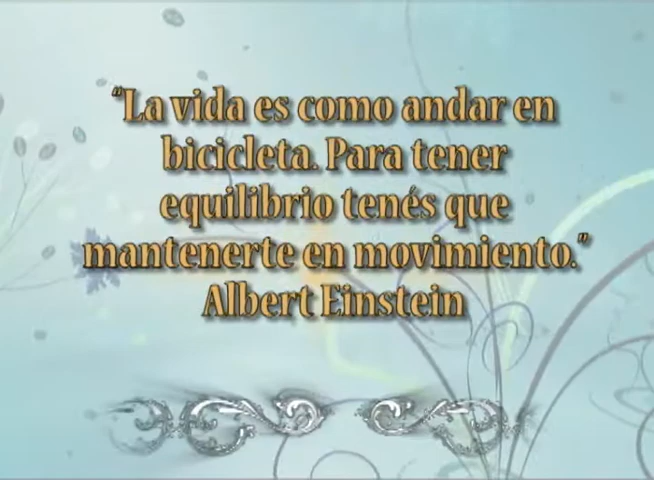 "La vida es como andar en
bicicleta. Para tener
equilibrio tenés que
mantenerte en movimiento."
Albert Einstein